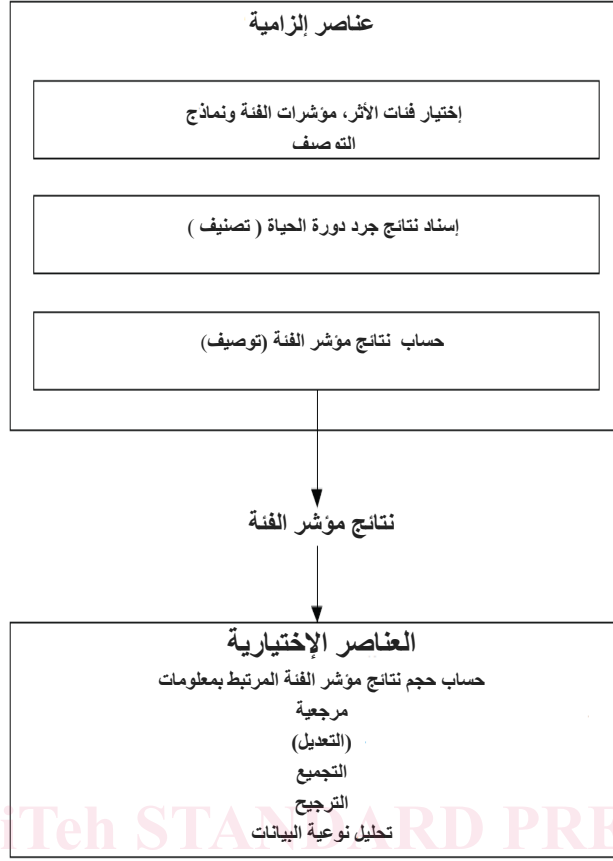 عناصر إلزامية
إختيار فئات الأثر، مؤشرات الفئة ونماذج
التوصيف
إسناد نتائج جرد دورة الحياة ( تصنيف )
حساب نتائج مؤشر الفئة (توصيف)
نتائج مؤشر الفئة
العناصر الإختيارية
حساب حجم نتائج مؤشر الفئة المرتبط بمعلومات
مرجعية
(التعديل)
التجميع
الترجيح
تحليل نوعية البيانات
iTeh STANDARD PRE